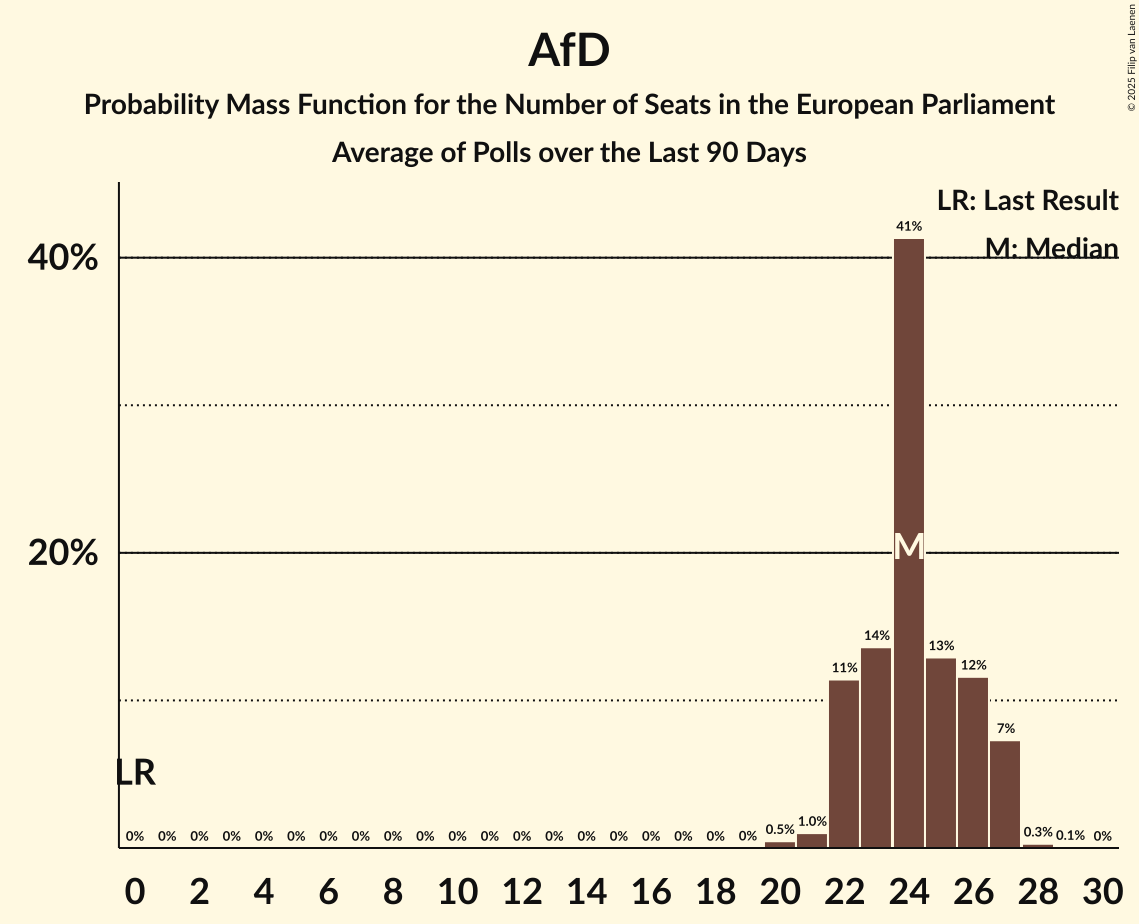 AfD
Probability Mass Function for the Number of Seats in the European Parliament
Average of Polls over the Last 90 Days
© 2025 Filip van Laenen
LR: Last Result
M: Median
40%
20%
41%
M
14%
13%
12%
11%
7%
LR
0% 0% 0% 0% 0% 0% 0% 0% 0% 0% 0% 0% 0% 0% 0% 0% 0% 0% 0% 0% 0.5% 1.0% 0.3% 0.1% 0%
0 2 4 6 8 10 12 14 16 18 20 22 24 26 28 30